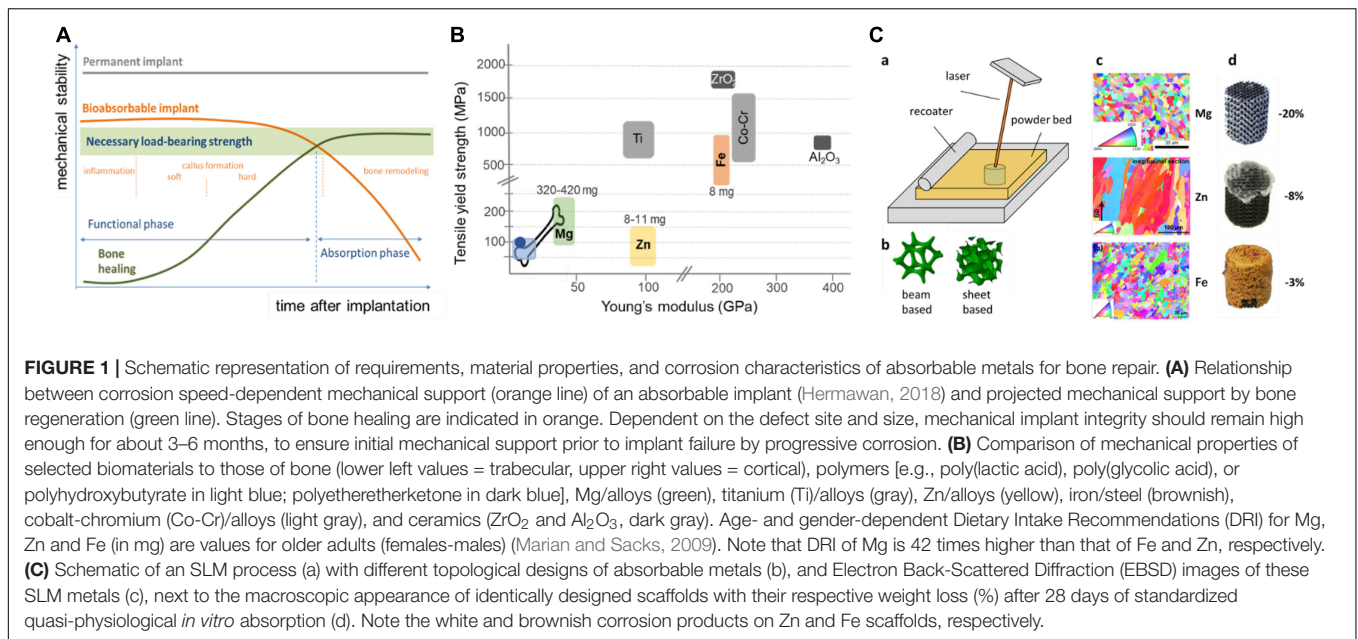 A
mechanical stability
Permanent implant
Bioabsorbable implant
Necessary load-bearing strength
inflammation
callus formation
soft
hard
bone remodeling
Functional phase
Absorption phase
Bone
healing
time after implantation
B
Tensile yield strength (MPa)
2000
1500
1000
500
200
100
ZrO2
Ti
Fe
Co-Cr
Al2O3
320-420 mg
8 mg
Mg
8-11 mg
Zn
50
100
200
300
400
Young's modulus (GPa)
C
a
laser
recoater
powder bed
b
beam
based
sheet
based
c
d
Mg
-20%
longitudinal section
Zn
-8%
100 µm
Fe
-3%
FIGURE 1 | Schematic representation of requirements, material properties, and corrosion characteristics of absorbable metals for bone repair. (A) Relationship
between corrosion speed-dependent mechanical support (orange line) of an absorbable implant (Hermawan, 2018) and projected mechanical support by bone
regeneration (green line). Stages of bone healing are indicated in orange. Dependent on the defect site and size, mechanical implant integrity should remain high
enough for about 3–6 months, to ensure initial mechanical support prior to implant failure by progressive corrosion. (B) Comparison of mechanical properties of
selected biomaterials to those of bone (lower left values = trabecular, upper right values = cortical), polymers [e.g., poly(lactic acid), poly(glycolic acid), or
polyhydroxybutyrate in light blue; polyetheretherketone in dark blue], Mg/alloys (green), titanium (Ti)/alloys (gray), Zn/alloys (yellow), iron/steel (brownish),
cobalt-chromium (Co-Cr)/alloys (light gray), and ceramics (ZrO2 and Al2O3, dark gray). Age- and gender-dependent Dietary Intake Recommendations (DRI) for Mg,
Zn and Fe (in mg) are values for older adults (females-males) (Marian and Sacks, 2009). Note that DRI of Mg is 42 times higher than that of Fe and Zn, respectively.
(C) Schematic of an SLM process (a) with different topological designs of absorbable metals (b), and Electron Back-Scattered Diffraction (EBSD) images of these
SLM metals (c), next to the macroscopic appearance of identically designed scaffolds with their respective weight loss (%) after 28 days of standardized
quasi-physiological in vitro absorption (d). Note the white and brownish corrosion products on Zn and Fe scaffolds, respectively.